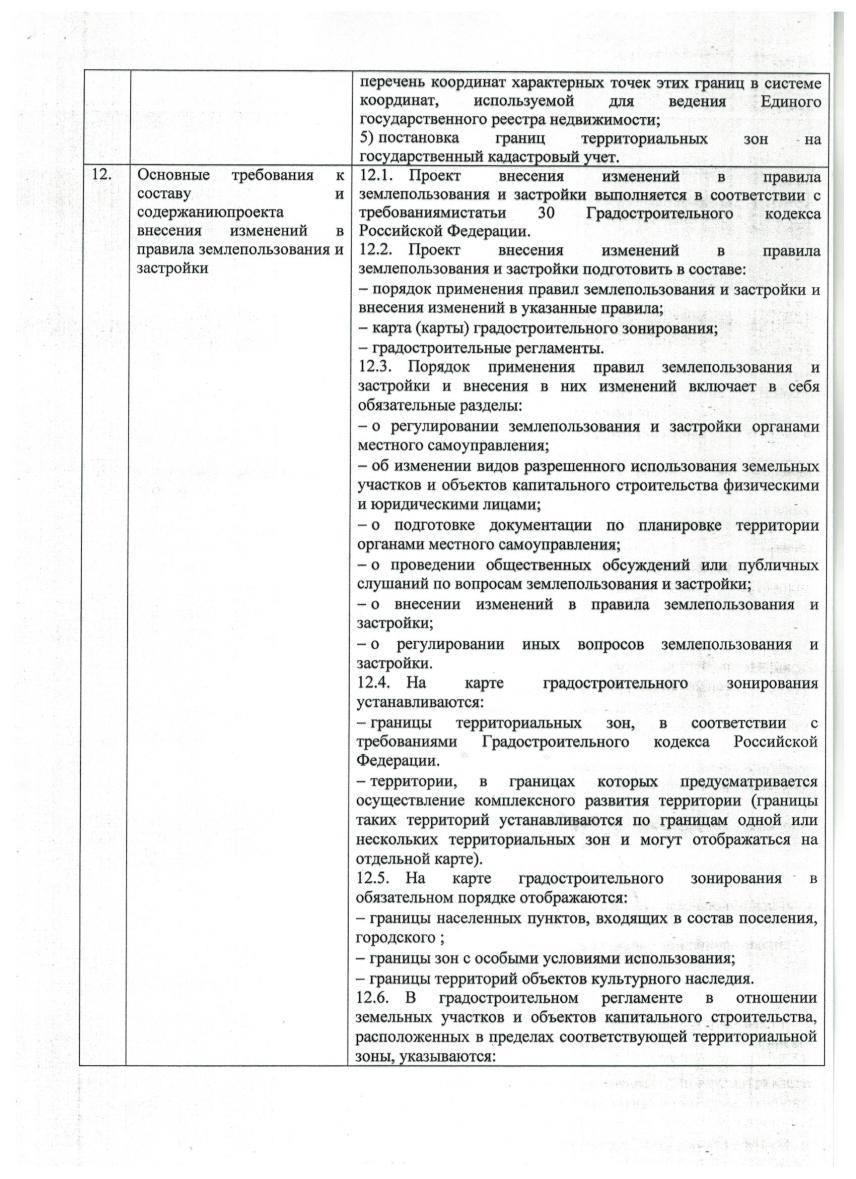 перечень координат характерных точек этих границ в системе
координат, используемой для ведения Единого
государственного реестра недвижимости;
5) постановка границ территориальных зон на
государственный кадастровый учет.
12.
Основные требования к
составу и
содержаниюпроекта
внесения изменений в
правила землепользования и
застройки
12.1. Проект внесения изменений в правила
землепользования и застройки выполняется в соответствии с
требованиямистатьи 30 Градостроительного кодекса
Российской Федерации.
12.2. Проект внесения изменений в правила
землепользования и застройки подготовить в составе:
– порядок применения правил землепользования и застройки и
внесения изменений в указанные правила;
– карта (карты) градостроительного зонирования;
– градостроительные регламенты.
12.3. Порядок применения правил землепользования и
застройки и внесения в них изменений включает в себя
обязательные разделы:
– о регулировании землепользования и застройки органами
местного самоуправления;
– об изменении видов разрешенного использования земельных
участков и объектов капитального строительства физическими
и юридическими лицами;
– о подготовке документации по планировке территории
органами местного самоуправления;
– о проведении общественных обсуждений или публичных
слушаний по вопросам землепользования и застройки;
– о внесении изменений в правила землепользования и
застройки;
– о регулировании иных вопросов землепользования и
застройки.
12.4. На карте градостроительного зонирования
устанавливаются:
– границы территориальных зон, в соответствии с
требованиями Градостроительного кодекса Российской
Федерации.
– территории, в границах которых предусматривается
осуществление комплексного развития территории (границы
таких территорий устанавливаются по границам одной или
нескольких территориальных зон и могут отображаться на
отдельной карте).
12.5. На карте градостроительного зонирования в
обязательном порядке отображаются:
– границы населенных пунктов, входящих в состав поселения,
городского ;
– границы зон с особыми условиями использования;
– границы территорий объектов культурного наследия.
12.6. В градостроительном регламенте в отношении
земельных участков и объектов капитального строительства,
расположенных в пределах соответствующей территориальной
зоны, указываются: